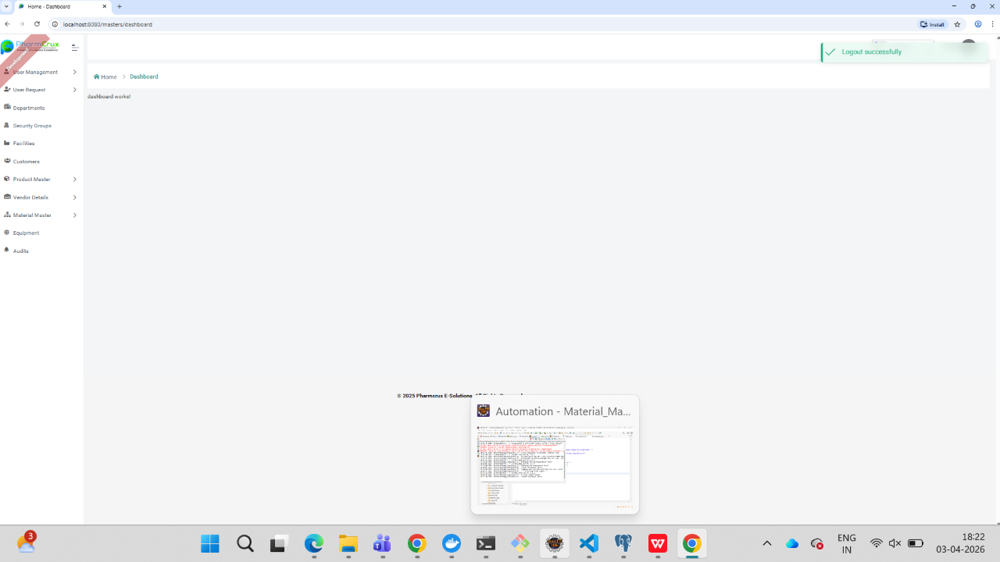 Home - Dashboard
localhost:8080/masters/dashboard
Install
PharmCrux
Development
Logout successfully
User Management
Home
Dashboard
User Request
dashboard works!
Departments
Security Groups
Facilities
Customers
Product Master
Vendor Details
Material Master
Equipment
Audits
© 2025 Pharmcrux E-Solutions
Automation - Material_Ma...
3
ENG
IN
18:22
03-04-2026